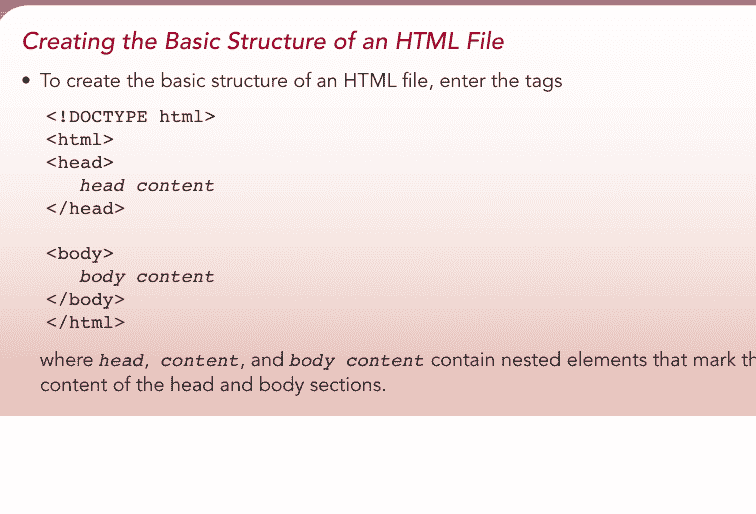 Creating the Basic Structure of an HTML File
• To create the basic structure of an HTML file, enter the tags
<!DOCTYPE html>
<html>
<head>
head content
</head>
<body>
body content
</body>
</html>
where head, content, and body content contain nested elements that mark th
content of the head and body sections.